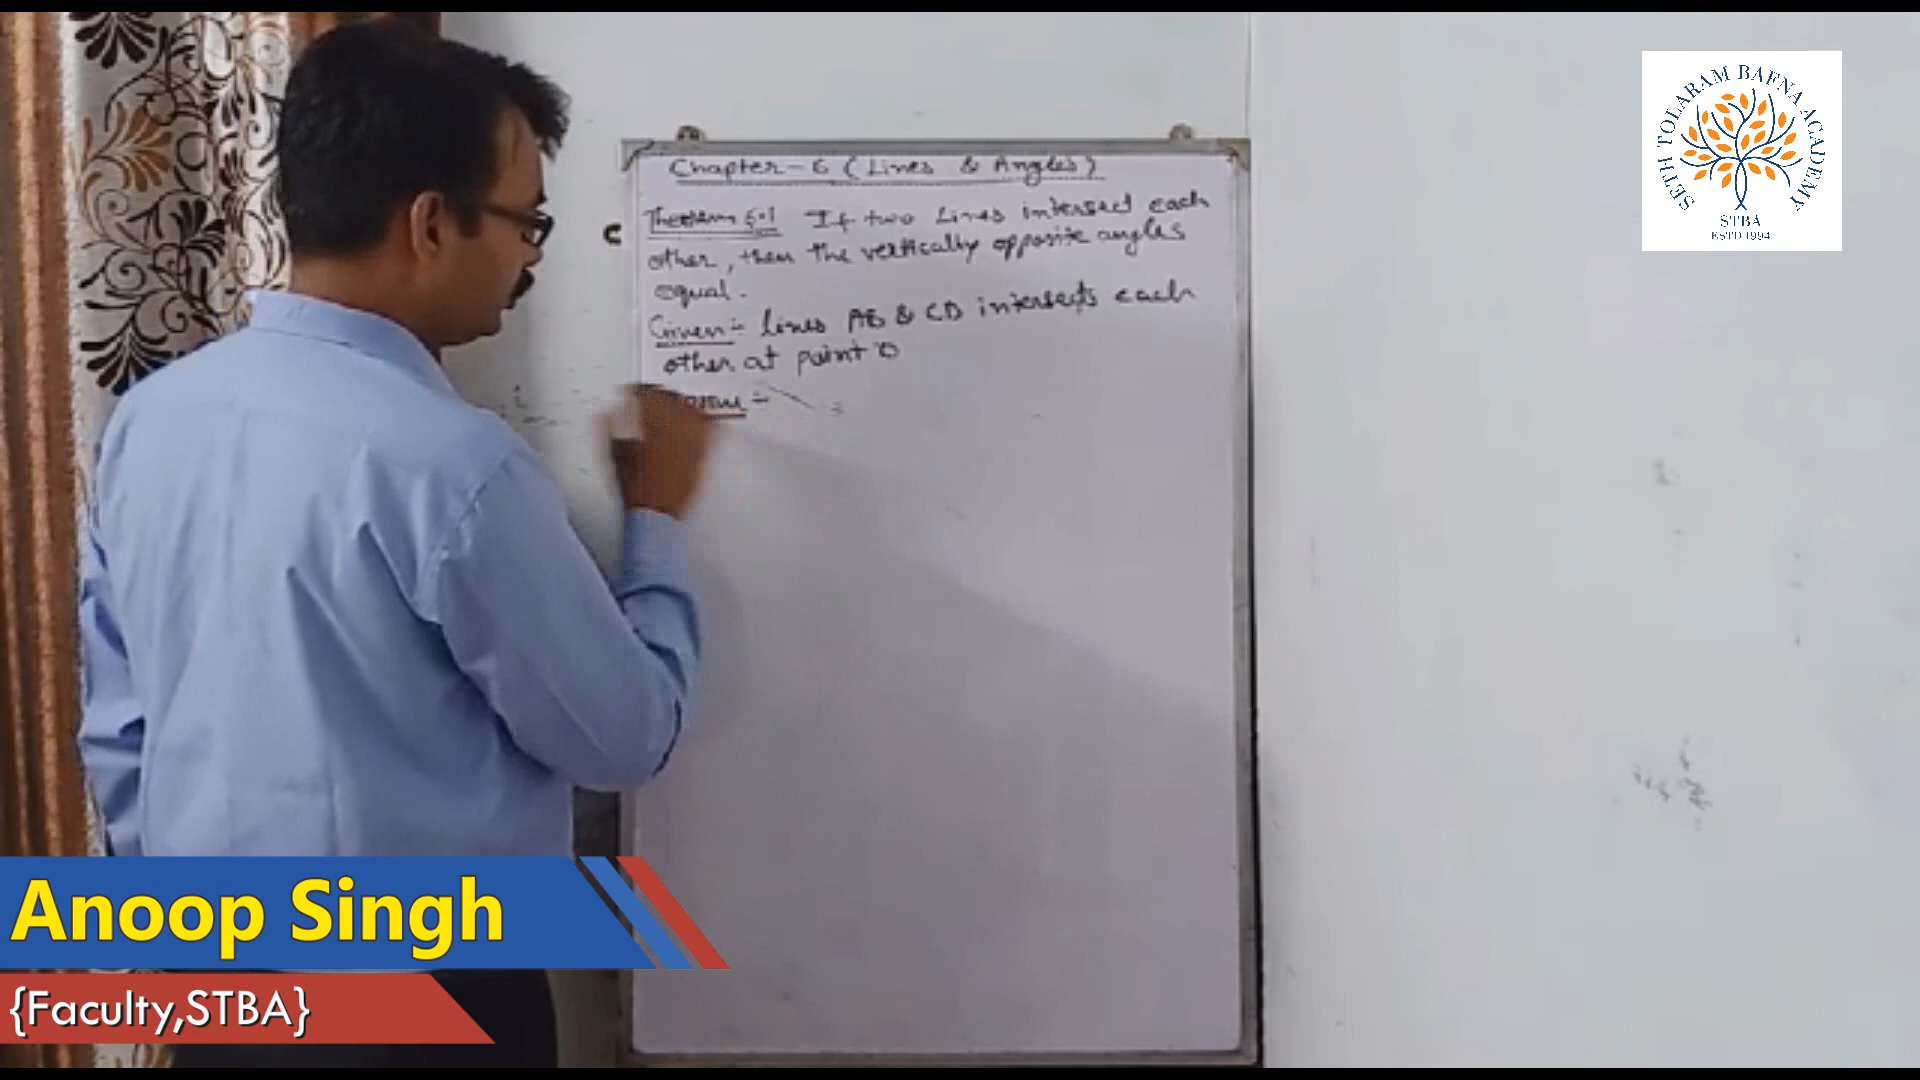 Chapter - 6 (Lines & Angles)
Theorem 6.1 If two Lines intersect each
other, then the vertically opposite angles
equal.
Given :- lines AB & CD intersects each
other at point O
C
SETH TOLARAM BAFNA ACADEMY
STBA
ESTD 1994
Anoop Singh
{Faculty,STBA}